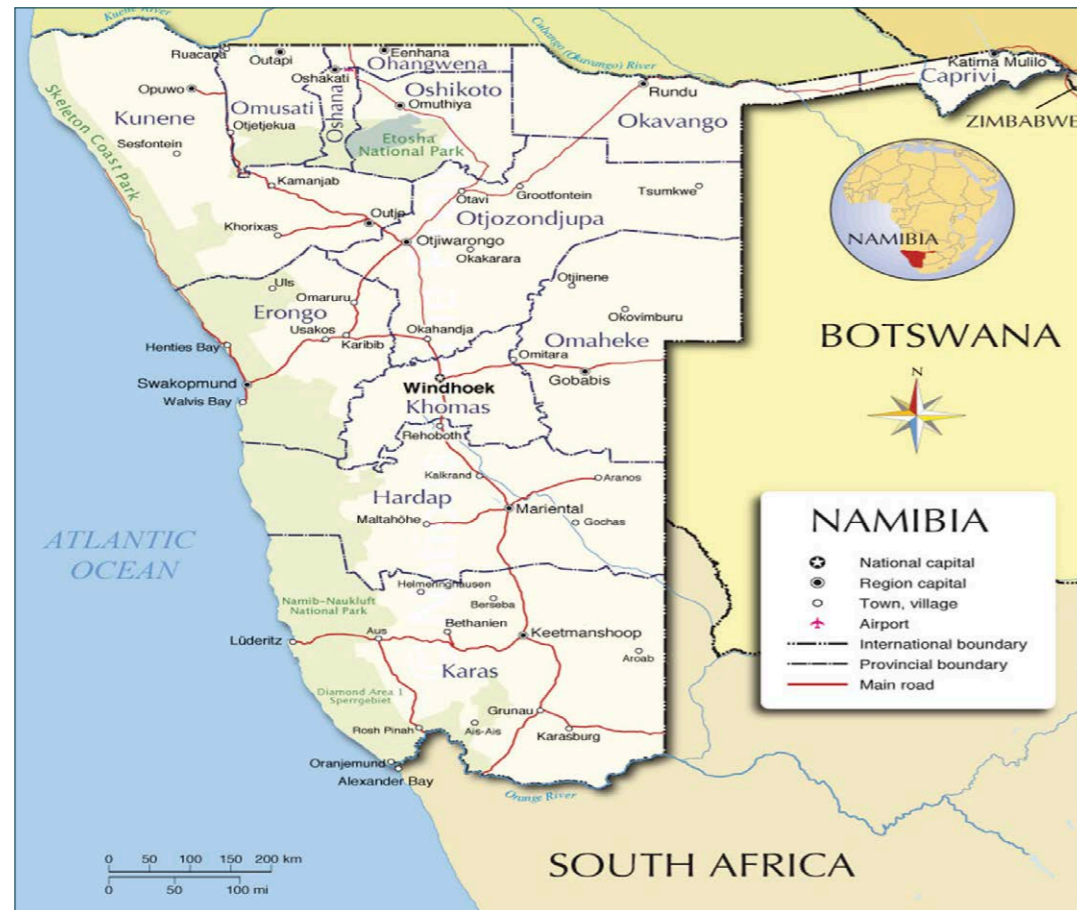 Kunene River
Cubango (Okavango) River
Ruacana
Outapi
Eenhana
Ohangwena
Katima Mulilo
Caprivi
Oshakati
Oshikoto
Opuwo
Omusati
Oshana
Omuthiya
Rundu
Kunene
Okavango
ZIMBABWE
Otjetjekua
Etosha
National Park
Sesfontein
Skeleton Coast Park
Kamanjab
Otavi
Grootfontein
Tsumkwe
Khorixas
Outjo
Otjozondjupa
Otjiwarongo
Okakarara
NAMIBIA
Uls
Omaruru
Otjinene
Erongo
Okovimburu
Usakos
Karibib
Okahandja
Omaheke
BOTSWANA
Henties Bay
Omitara
Swakopmund
Windhoek
Gobabis
N
Walvis Bay
Khomas
Rehoboth
Kalkrand
Aranos
Hardap
Mariental
Maltahöhe
Gochas
ATLANTIC
OCEAN
NAMIBIA
National capital
Region capital
Town, village
Airport
International boundary
Provincial boundary
Main road
Helmeringhausen
Berseba
Namib-Naukluft
National Park
Bethanien
Lüderitz
Aus
Keetmanshoop
Aroab
Karas
Diamond Area 1
Sperrgebiet
Grunau
Rosh Pinah
Ais-Ais
Karasburg
Oranjemund
Alexander Bay
Orange River
0 50 100 150 200 km
0 50 100 mi
SOUTH AFRICA